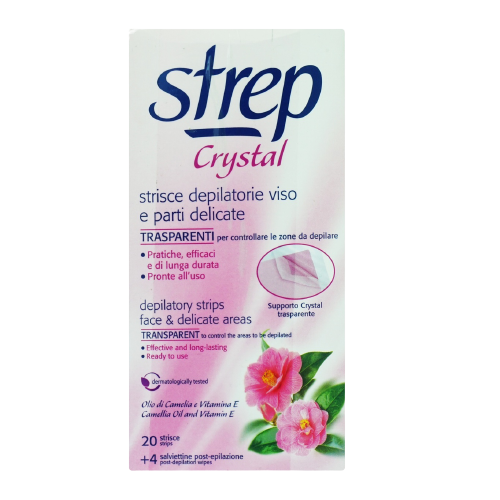 strep
Crystal
strisce depilatorie viso
e parti delicate
TRASPARENTI per controllare le zone da depilare
• Pratiche, efficaci
e di lunga durata
• Pronte all'uso
Supporto Crystal
trasparente
depilatory strips
face & delicate areas
TRANSPARENT to control the areas to be depilated
• Effective and long-lasting
• Ready to use
dermatologically tested
Olio di Camelia e Vitamina E
Camellia Oil and Vitamin E
20 strisce
strips
+4 salviettine post-epilazione
post-depilation wipes